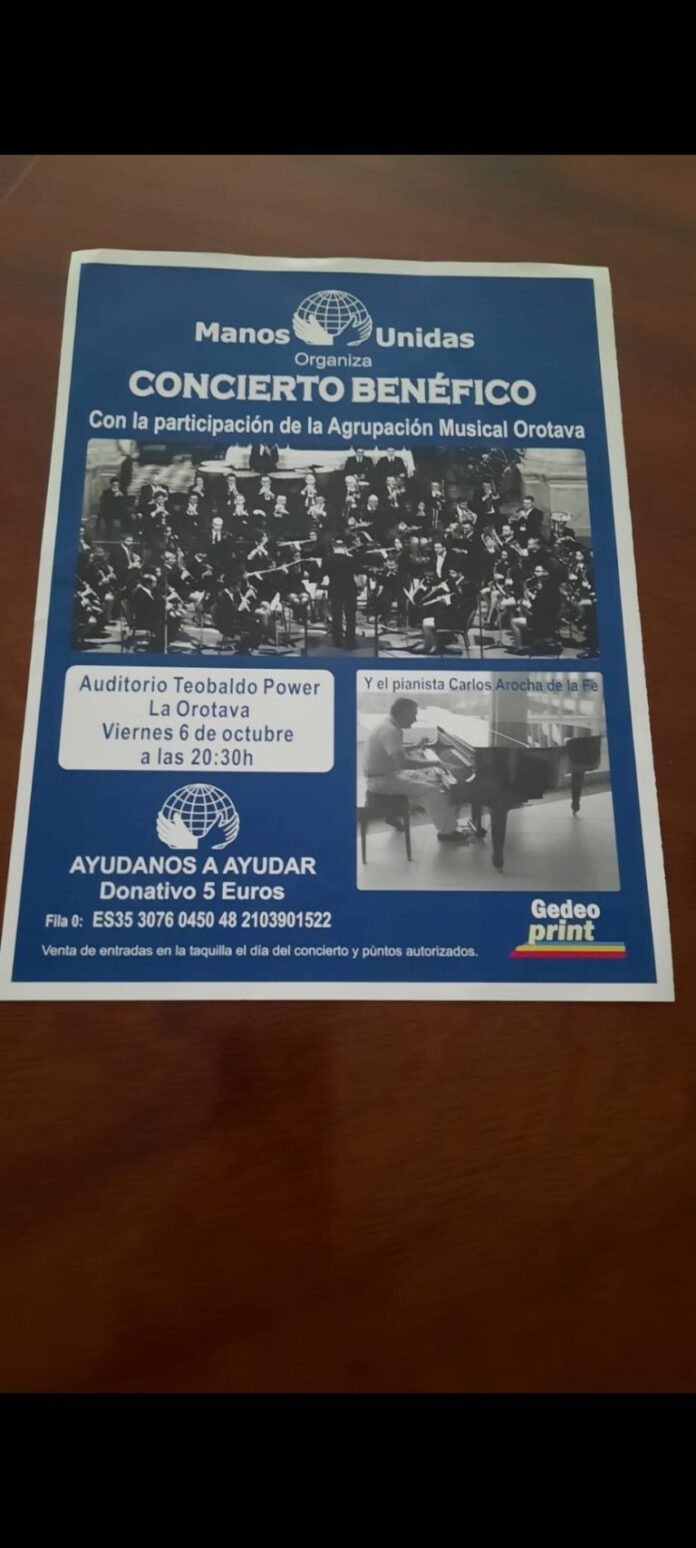 Manos Unidas
Organiza
CONCIERTO BENÉFICO
Con la participación de la Agrupación Musical Orotava
Auditorio Teobaldo Power
La Orotava
Viernes 6 de octubre
a las 20:30h
Y el pianista Carlos Arocha de la Fe
AYUDANOS A AYUDAR
Donativo 5 Euros
Fila 0: ES35 3076 0450 48 2103901522
Venta de entradas en la taquilla el día del concierto y pùntos autorizados.
Gedeo
print